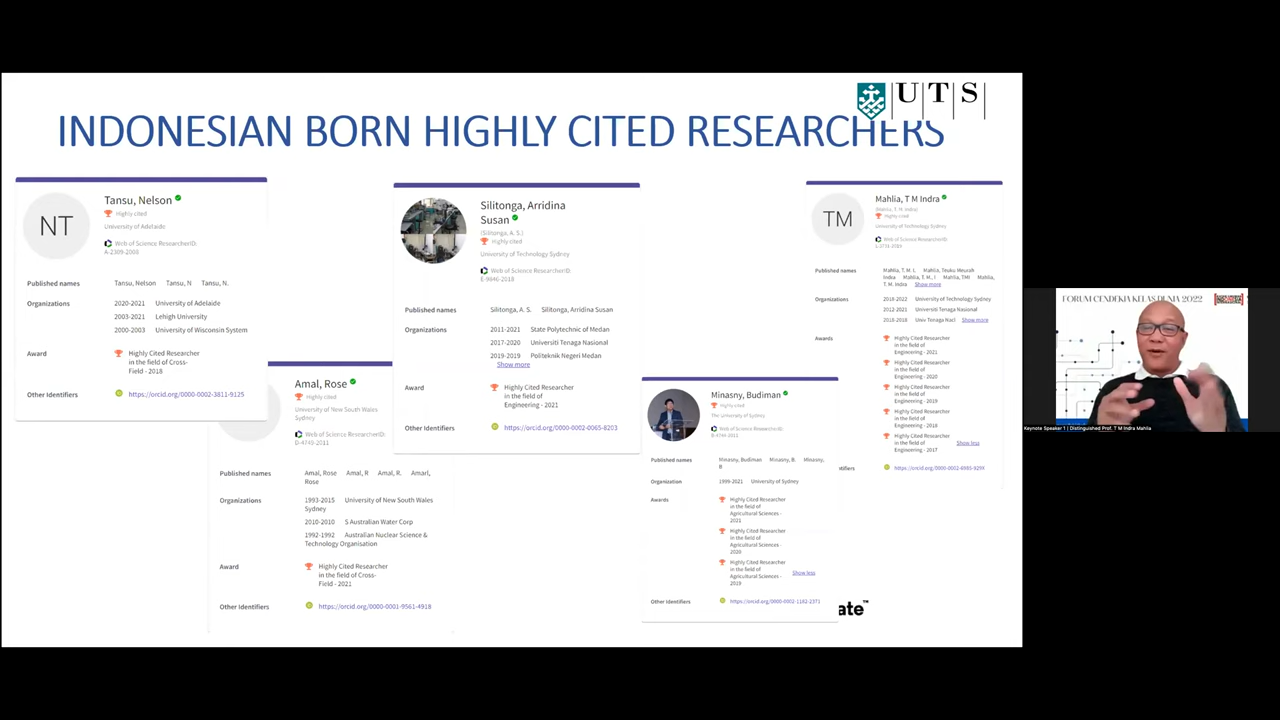 UTS
INDONESIAN BORN HIGHLY CITED RESEARCHERS
NT
Tansu, Nelson
Highly cited
University of Adelaide
Web of Science ResearcherID:
A-2309-2008
Published names Tansu, Nelson Tansu, N Tansu, N.
Organizations 2020-2021 University of Adelaide
2003-2021 Lehigh University
2000-2003 University of Wisconsin System
Award Highly Cited Researcher
in the field of Cross-
Field - 2018
Other Identifiers https://orcid.org/0000-0002-3811-9125
Amal, Rose
Highly cited
University of New South Wales
Sydney
Web of Science ResearcherID:
Published names Amal, Rose Amal, R Amal, R. Amarl,
Rose
Organizations 1993-2015 University of New South Wales
Sydney
2010-2010 S Australian Water Corp
1992-1992 Australian Nuclear Science &
Technology Organisation
Award Highly Cited Researcher
in the field of Cross-
Field - 2021
Other Identifiers https://orcid.org/0000-0001-9561-4918
Silitonga, Arridina
Susan
(Silitonga, A. S.)
Highly cited
University of Technology Sydney
Web of Science ResearcherID:
E-9646-2018
Published names Silitonga, A. S. Silitonga, Arridina Susan
Organizations 2011-2021 State Polytechnic of Medan
2017-2020 Universiti Tenaga Nasional
2019-2019 Politeknik Negeri Medan
Show more
Award Highly Cited Researcher
in the field of
Engineering - 2021
Other Identifiers https://orcid.org/0000-0002-0065-8203
Minasny, Budiman
Highly cited
The University of Sydney
Web of Science ResearcherID:
Published names Minasny, Budiman Minasny, B. Minasny,
B
Organization 1999-2021 University of Sydney
Awards Highly Cited Researcher
in the field of
Agricultural Sciences -
2021
Highly Cited Researcher
in the field of
Agricultural Sciences -
2020
Highly Cited Researcher
in the field of
Agricultural Sciences -
2019
Show less
Other Identifiers https://orcid.org/0000-0002-1182-2371
TM
Mahlia, T M Indra
(Mahlia, T. M. Indra)
Highly cited
University of Technology Sydney
Web of Science ResearcherID:
Published names Mahlia, T. M. I. Mahlia, Teuku Meurah
Indra Mahlia, T. M., I Mahlia, TMI Mahlia,
T. M. Indra Show more
Organizations 2018-2022 University of Technology Sydney
2012-2021 Universiti Tenaga Nasional
2018-2018 Univ Tenaga Nacl Show more
Awards Highly Cited Researcher
in the field of
Engineering - 2021
Highly Cited Researcher
in the field of
Engineering - 2020
Highly Cited Researcher
in the field of
Engineering - 2019
Highly Cited Researcher
in the field of
Engineering - 2018
Highly Cited Researcher
in the field of
Engineering - 2017
Show less
ntifiers
ate™
FORUM CENDEKIA KELAS DUNIA 2022
Keynote Speaker 1 | Distinguished Prof. T M Indra Mahlia